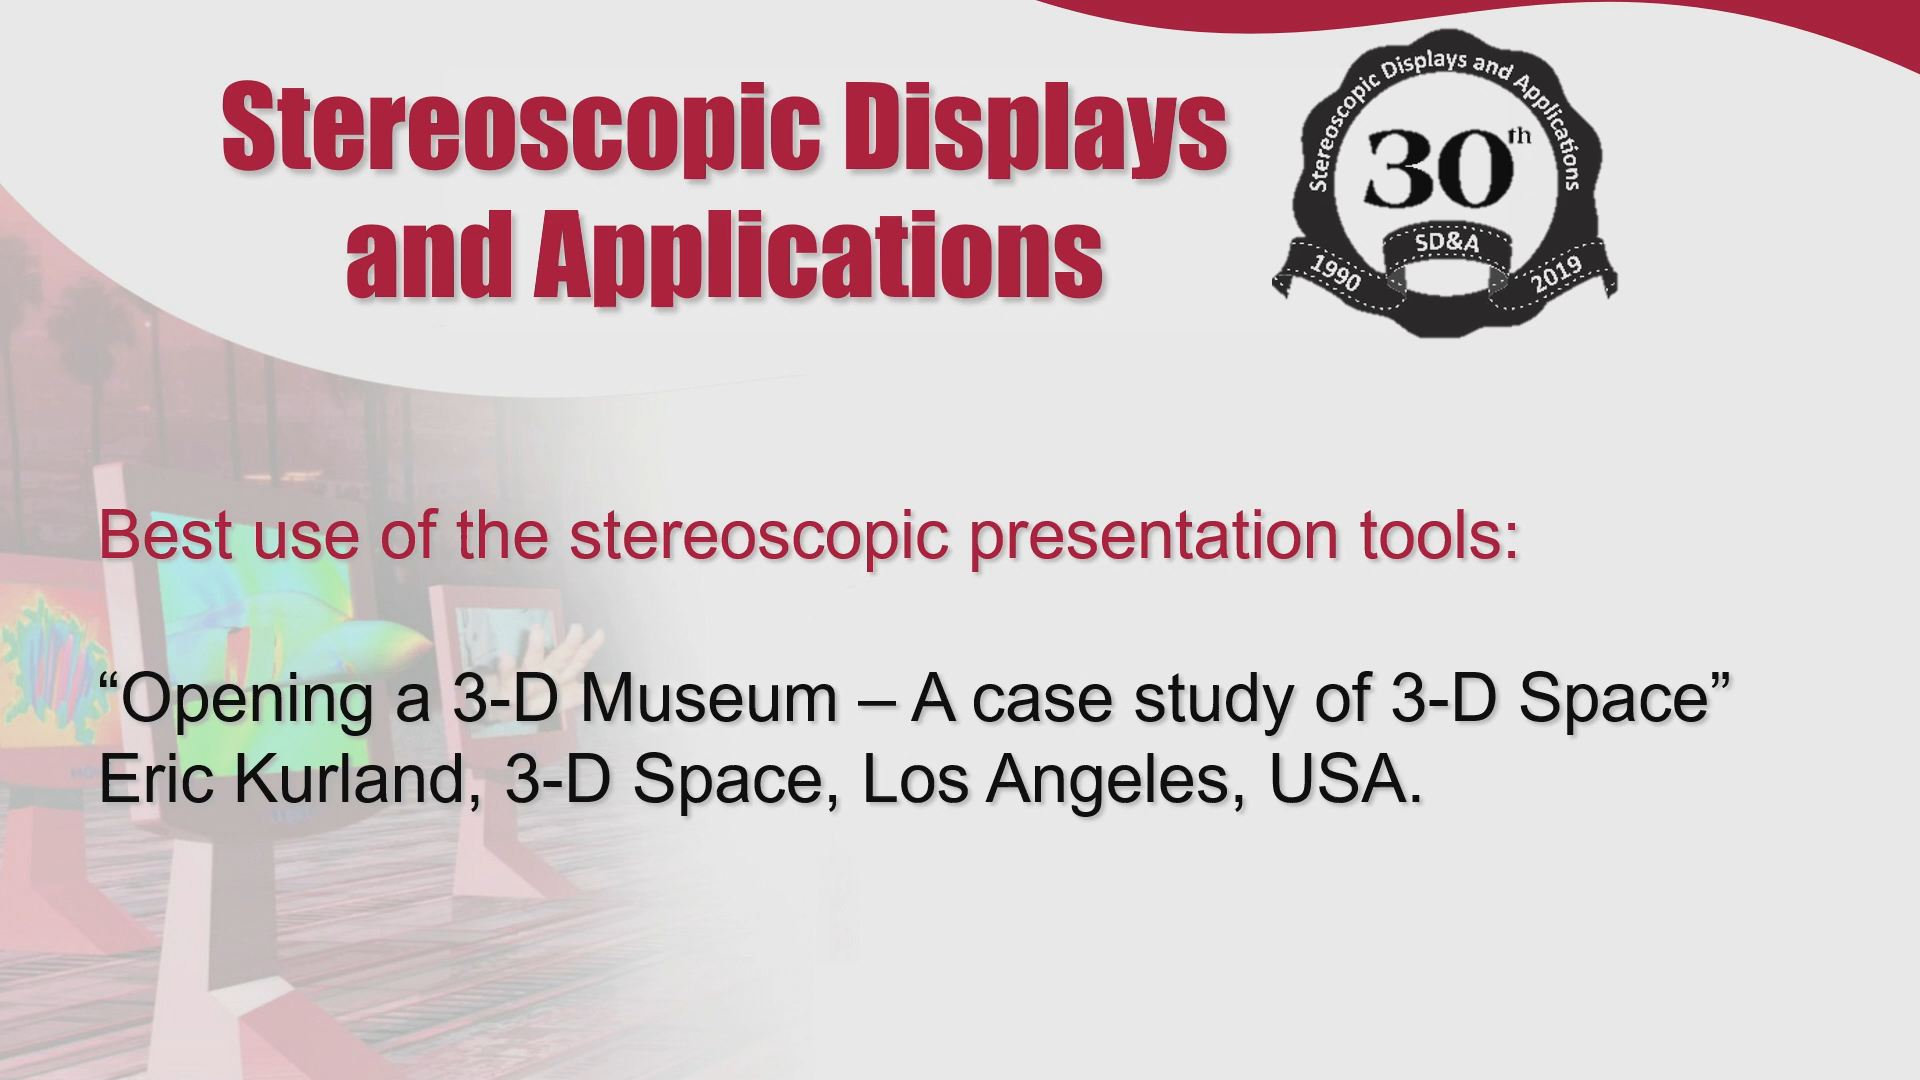 Stereoscopic Displays
and Applications
Stereoscopic Displays and Applications
30th
SD&A
1990
2019
Best use of the stereoscopic presentation tools:
“Opening a 3-D Museum – A case study of 3-D Space”
Eric Kurland, 3-D Space, Los Angeles, USA.